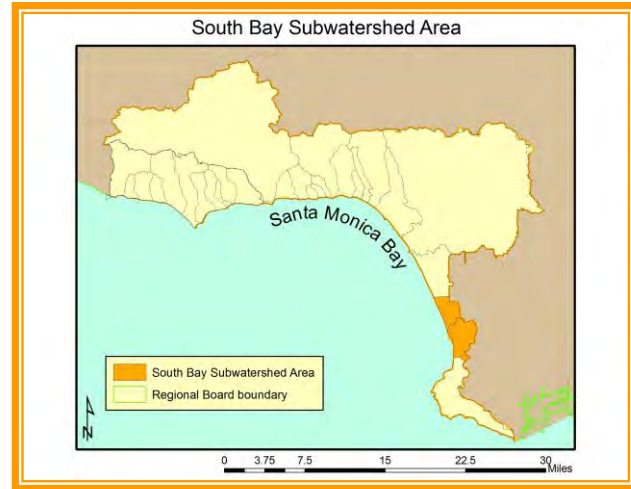 South Bay Subwatershed Area
Santa Monica Bay
South Bay Subwatershed Area
Regional Board boundary
N
0 3.75 7.5 15 22.5 30
Miles